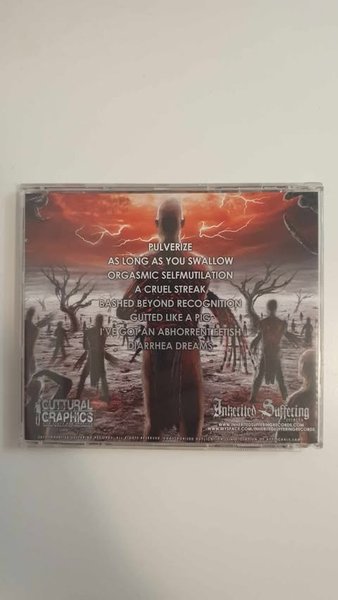 PULVERIZE
AS LONG AS YOU SWALLOW
ORGASMIC SELFMUTILATION
A CRUEL STREAK
BASHED BEYOND RECOGNITION
GUTTED LIKE A PIG
I'VE GOT AN ABHORRENT FETISH
DIARRHEA DREAMS
GUTTURAL
GRAPHICS
Inherited Suffering
WWW.INHERITEDSUFFERINGRECORDS.COM
WWW.MYSPACE.COM/INHERITEDSUFFERINGRECORDS